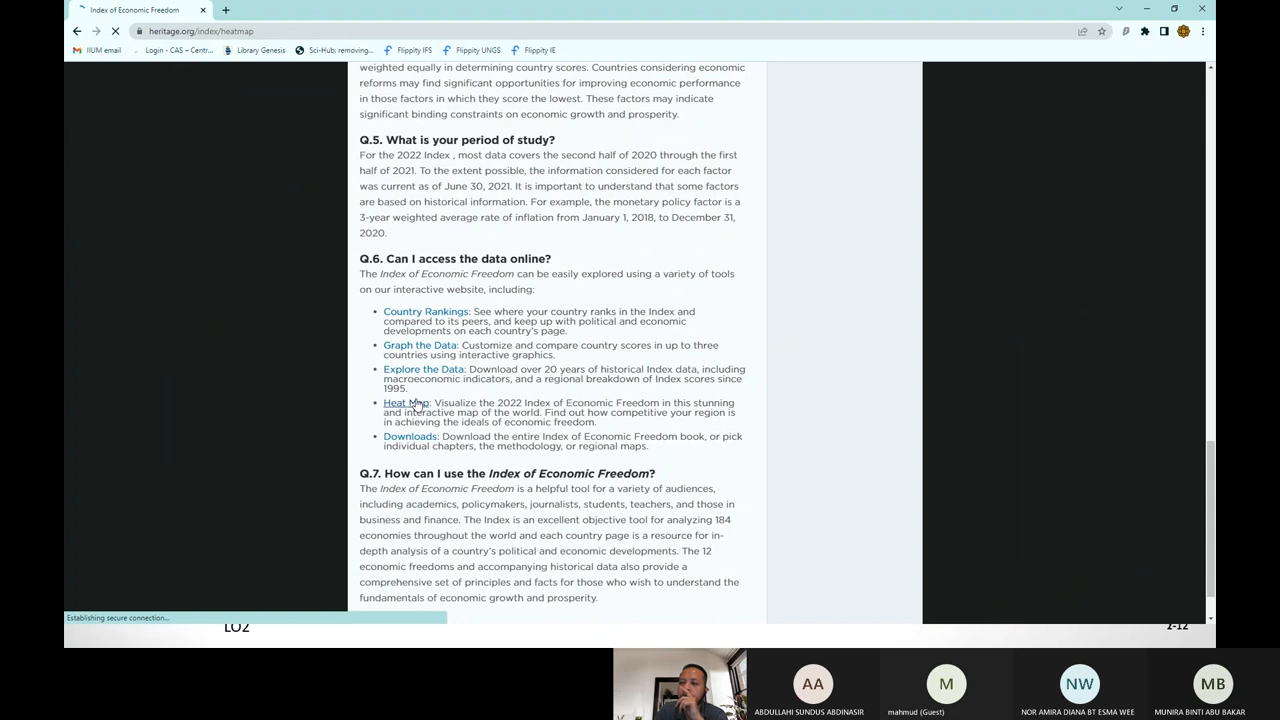 Index of Economic Freedom
heritage.org/index/heatmap
IIUM email
Login - CAS – Centr...
Library Genesis
Sci-Hub: removing...
Flippity IFS
Flippity UNGS
Flippity IE
weighted equally in determining country scores. Countries considering economic
reforms may find significant opportunities for improving economic performance
in those factors in which they score the lowest. These factors may indicate
significant binding constraints on economic growth and prosperity.
Q.5. What is your period of study?
For the 2022 Index , most data covers the second half of 2020 through the first
half of 2021. To the extent possible, the information considered for each factor
was current as of June 30, 2021. It is important to understand that some factors
are based on historical information. For example, the monetary policy factor is a
3-year weighted average rate of inflation from January 1, 2018, to December 31,
2020.
Q.6. Can I access the data online?
The Index of Economic Freedom can be easily explored using a variety of tools
on our interactive website, including:
• Country Rankings: See where your country ranks in the Index and
compared to its peers, and keep up with political and economic
developments on each country's page.
• Graph the Data: Customize and compare country scores in up to three
countries using interactive graphics.
• Explore the Data: Download over 20 years of historical Index data, including
macroeconomic indicators, and a regional breakdown of Index scores since
1995.
• Heat Map: Visualize the 2022 Index of Economic Freedom in this stunning
and interactive map of the world. Find out how competitive your region is
in achieving the ideals of economic freedom.
• Downloads: Download the entire Index of Economic Freedom book, or pick
individual chapters, the methodology, or regional maps.
Q.7. How can I use the Index of Economic Freedom?
The Index of Economic Freedom is a helpful tool for a variety of audiences,
including academics, policymakers, journalists, students, teachers, and those in
business and finance. The Index is an excellent objective tool for analyzing 184
economies throughout the world and each country page is a resource for in-
depth analysis of a country's political and economic developments. The 12
economic freedoms and accompanying historical data also provide a
comprehensive set of principles and facts for those who wish to understand the
fundamentals of economic growth and prosperity.
Establishing secure connection...
LO2
2-12
AA
M
NW
MB
ABDULLAHI SUNDUS ABDINASIR
mahmud (Guest)
NOR AMIRA DIANA BT ESMA WEE
MUNIRA BINTI ABU BAKAR